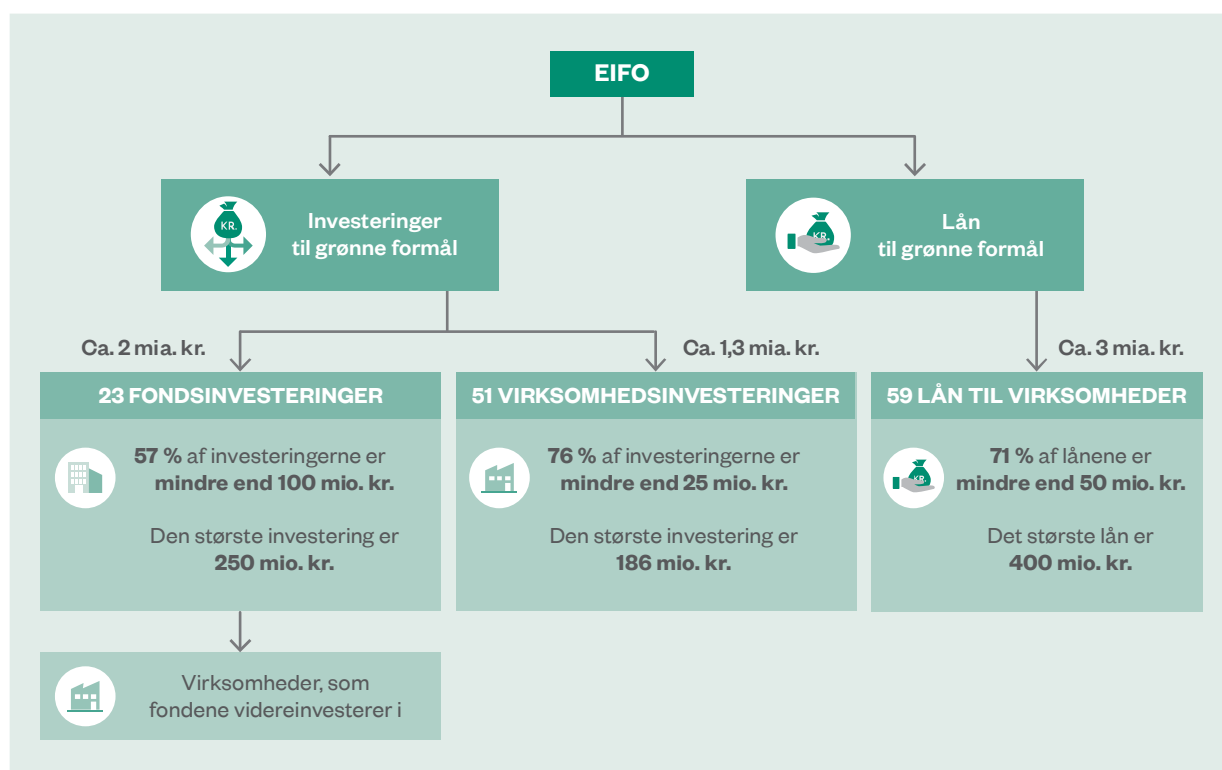 EIFO
KR.
Investeringer
til grønne formål
KR.
Lån
til grønne formål
Ca. 2 mia. kr.
Ca. 1,3 mia. kr.
Ca. 3 mia. kr.
23 FONDSINVESTERINGER
57 % af investeringerne er
mindre end 100 mio. kr.
Den største investering er
250 mio. kr.
51 VIRKSOMHEDSINVESTERINGER
76 % af investeringerne er
mindre end 25 mio. kr.
Den største investering er
186 mio. kr.
59 LÅN TIL VIRKSOMHEDER
KR.
71 % af lånene er
mindre end 50 mio. kr.
Det største lån er
400 mio. kr.
Virksomheder, som
fondene videreinvesterer i